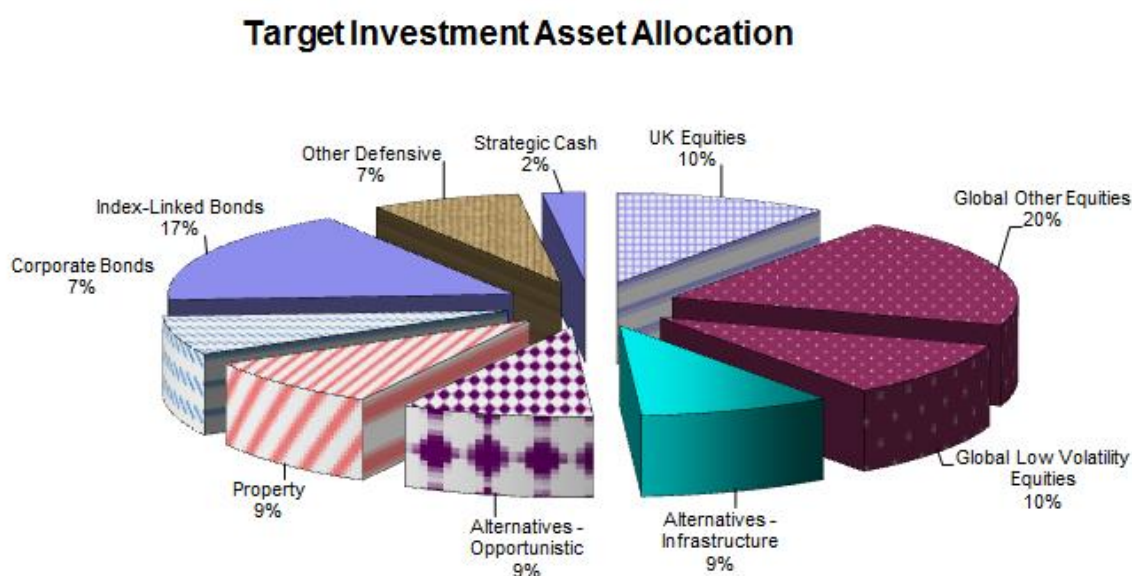 Target Investment Asset Allocation
Strategic Cash
2%
UK Equities
10%
Other Defensive
7%
Global Other Equities
20%
Index-Linked Bonds
17%
Corporate Bonds
7%
Global Low Volatility
Equities
10%
Property
9%
Alternatives -
Opportunistic
9%
Alternatives -
Infrastructure
9%